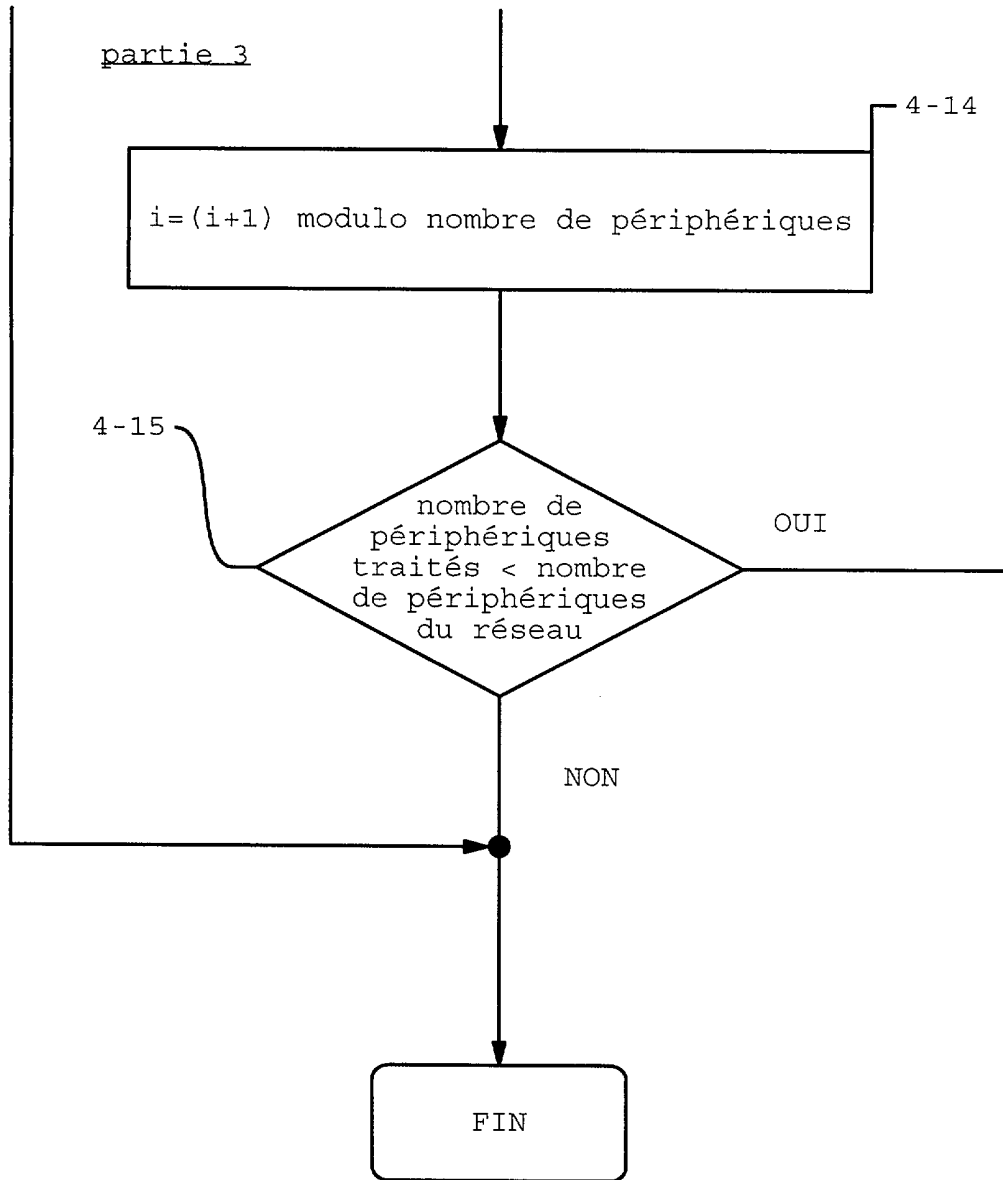 partie 3
4-14
i=(i+1) modulo nombre de périphériques
4-15
nombre de
périphériques
traités < nombre
de périphériques
du réseau
OUI
NON
FIN